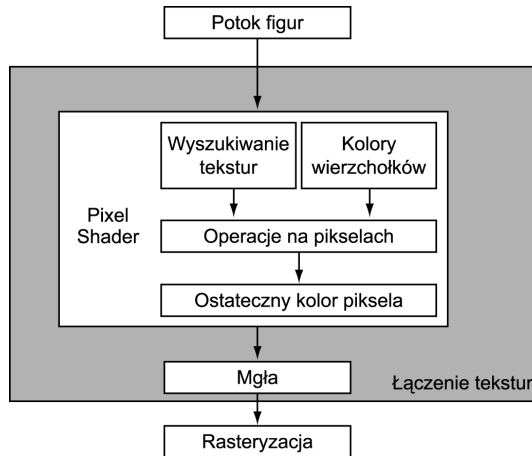 Potok figur
Wyszukiwanie
tekstur
Kolory
wierzchołków
Pixel
Shader
Operacje na pikselach
Ostateczny kolor piksela
Mgła
Łączenie tekstur
Rasteryzacja